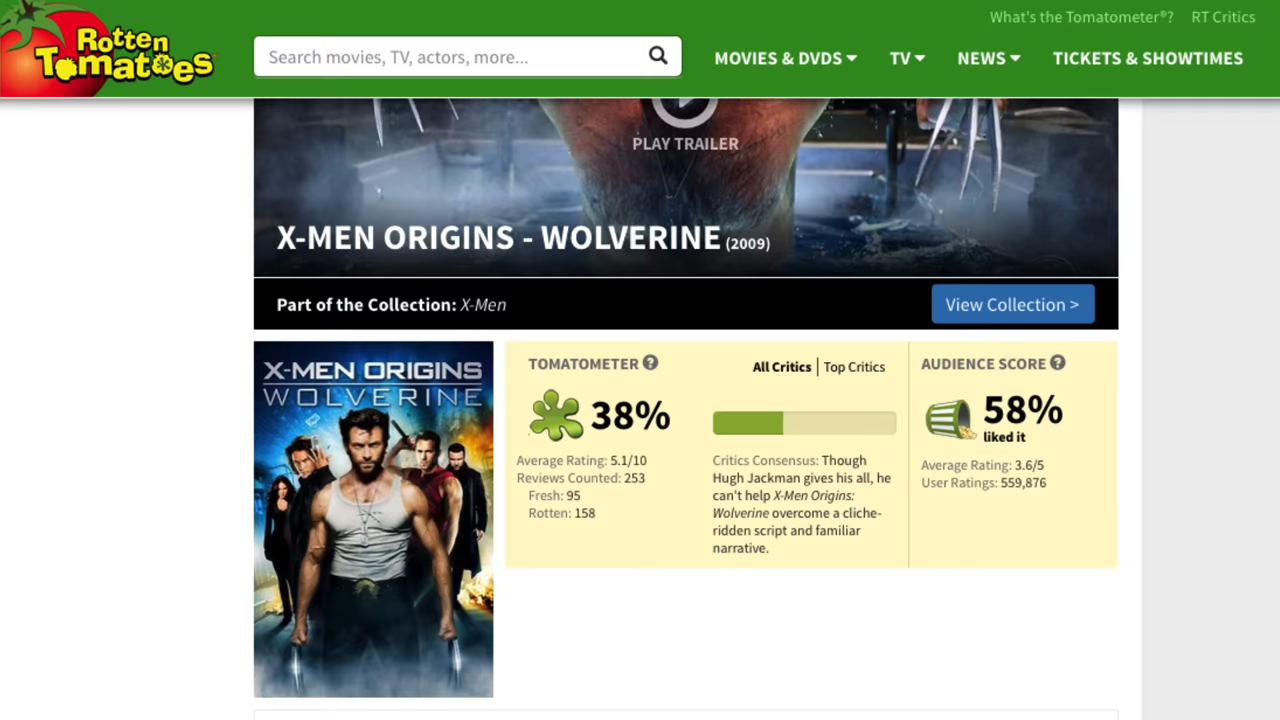 What's the Tomatometer®? RT Critics
Rotten
Tomatoes
Search movies, TV, actors, more...
MOVIES & DVDS
TV
NEWS
TICKETS & SHOWTIMES
PLAY TRAILER
X-MEN ORIGINS - WOLVERINE (2009)
Part of the Collection: X-Men
View Collection >
X-MEN ORIGINS
WOLVERINE
TOMATOMETER ?
38%
Average Rating: 5.1/10
Reviews Counted: 253
Fresh: 95
Rotten: 158
All Critics | Top Critics
Critics Consensus: Though
Hugh Jackman gives his all, he
can't help X-Men Origins:
Wolverine overcome a cliche-
ridden script and familiar
narrative.
AUDIENCE SCORE ?
58%
liked it
Average Rating: 3.6/5
User Ratings: 559,876